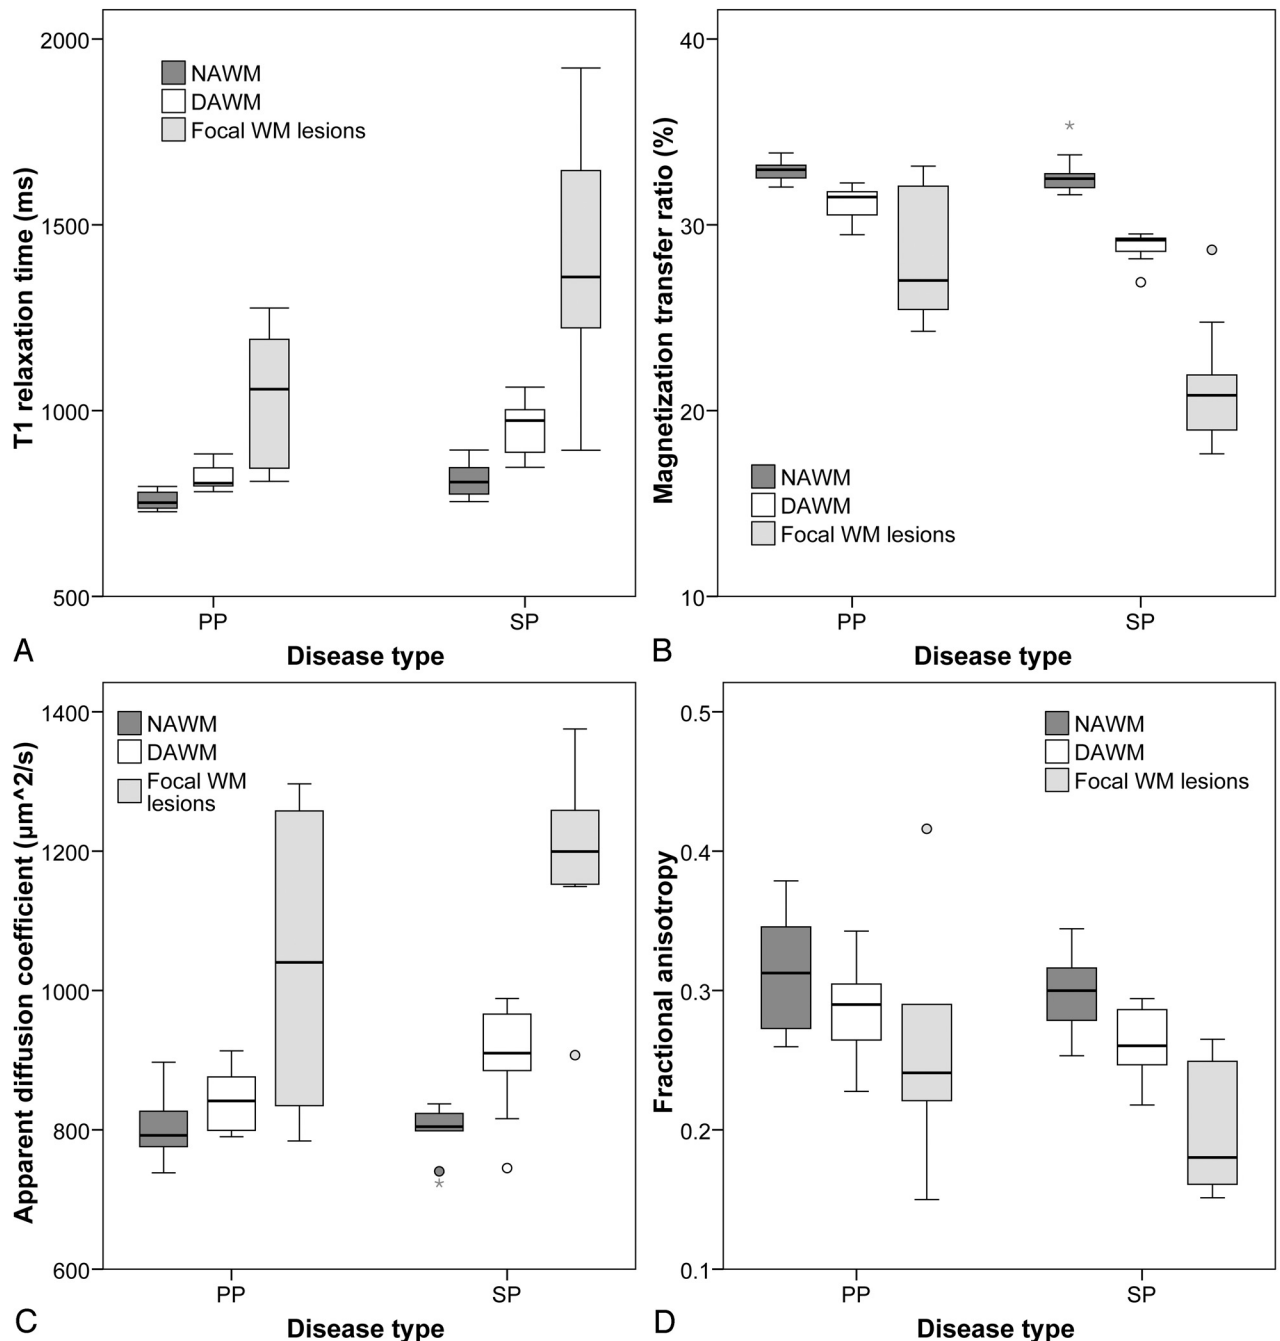 2000
1500
1000
500
T1 relaxation time (ms)
NAWM
DAWM
Focal WM lesions
PP
SP
A
Disease type
40
30
20
10
Magnetization transfer ratio (%)
*
NAWM
DAWM
Focal WM lesions
PP
SP
B
Disease type
1400
1200
1000
800
600
Apparent diffusion coefficient (µm^2/s)
NAWM
DAWM
Focal WM
lesions
*
PP
SP
C
Disease type
0.5
0.4
0.3
0.2
0.1
Fractional anisotropy
NAWM
DAWM
Focal WM lesions
PP
SP
D
Disease type